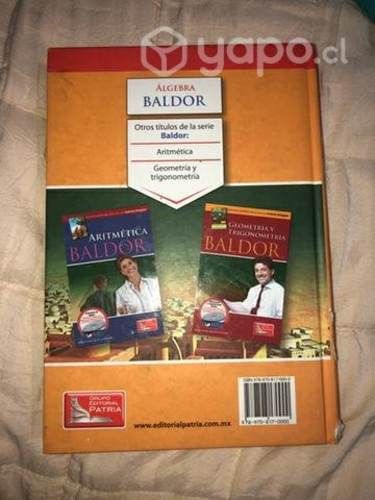 yapo.cl
ÁLGEBRA
BALDOR
Otros títulos de la serie
Baldor:
Aritmética
Geometría y
trigonometría
ARITMÉTICA
BALDOR
GEOMETRÍA Y
TRIGONOMETRÍA
BALDOR
GRUPO
EDITORIAL
PATRIA
www.editorialpatria.com.mx